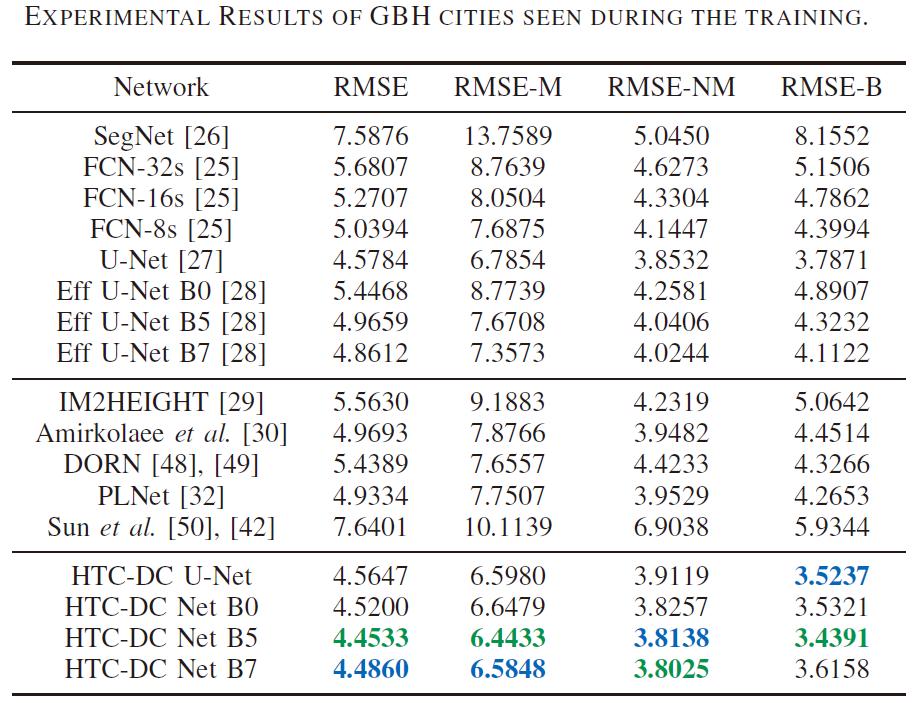 EXPERIMENTAL RESULTS OF GBH CITIES SEEN DURING THE TRAINING.
Network RMSE RMSE-M RMSE-NM RMSE-B
SegNet [26] 7.5876 13.7589 5.0450 8.1552
FCN-32s [25] 5.6807 8.7639 4.6273 5.1506
FCN-16s [25] 5.2707 8.0504 4.3304 4.7862
FCN-8s [25] 5.0394 7.6875 4.1447 4.3994
U-Net [27] 4.5784 6.7854 3.8532 3.7871
Eff U-Net B0 [28] 5.4468 8.7739 4.2581 4.8907
Eff U-Net B5 [28] 4.9659 7.6708 4.0406 4.3232
Eff U-Net B7 [28] 4.8612 7.3573 4.0244 4.1122
IM2HEIGHT [29] 5.5630 9.1883 4.2319 5.0642
Amirkolaee et al. [30] 4.9693 7.8766 3.9482 4.4514
DORN [48], [49] 5.4389 7.6557 4.4233 4.3266
PLNet [32] 4.9334 7.7507 3.9529 4.2653
Sun et al. [50], [42] 7.6401 10.1139 6.9038 5.9344
HTC-DC U-Net 4.5647 6.5980 3.9119 3.5237
HTC-DC Net B0 4.5200 6.6479 3.8257 3.5321
HTC-DC Net B5 4.4533 6.4433 3.8138 3.4391
HTC-DC Net B7 4.4860 6.5848 3.8025 3.6158